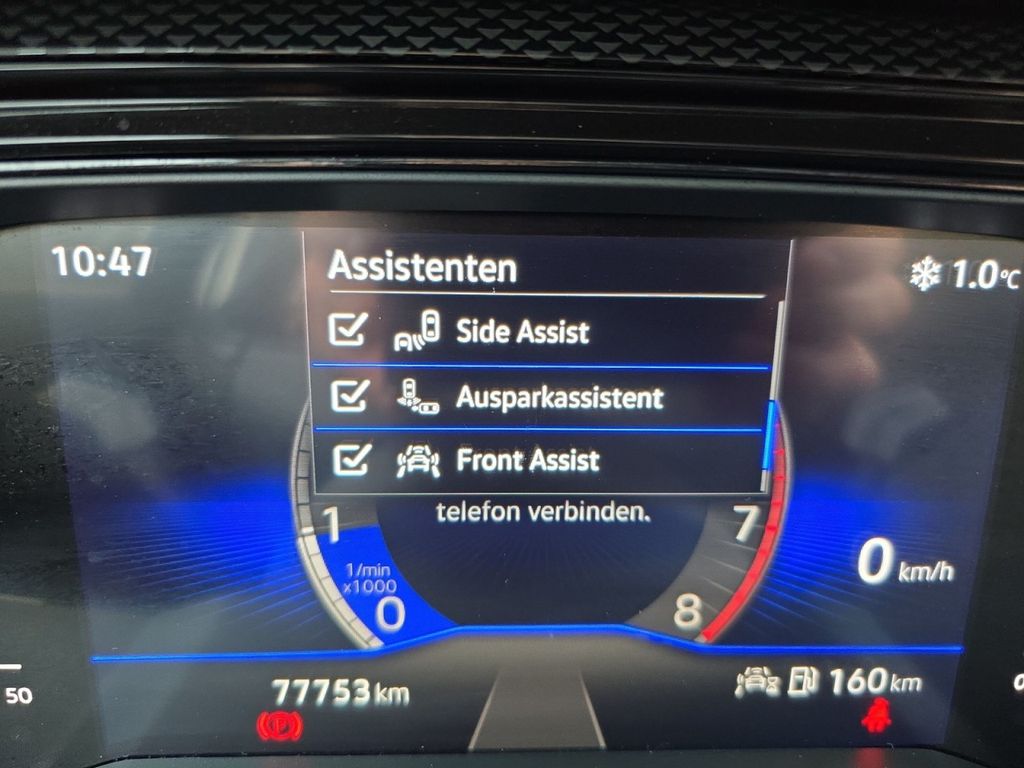 10:47
Assistenten
1.0°C
Side Assist
Ausparkassistent
Front Assist
telefon verbinden.
1
7
1/min
x1000
0
8
0 km/h
50
77753 km
160 km
P